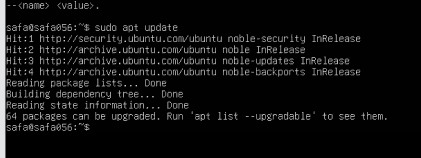 --<name> <value>.
safa@safa056:~$ sudo apt update
Hit:1 http://security.ubuntu.com/ubuntu noble-security InRelease
Hit:2 http://archive.ubuntu.com/ubuntu noble InRelease
Hit:3 http://archive.ubuntu.com/ubuntu noble-updates InRelease
Hit:4 http://archive.ubuntu.com/ubuntu noble-backports InRelease
Reading package lists... Done
Building dependency tree... Done
Reading state information... Done
64 packages can be upgraded. Run 'apt list --upgradable' to see them.
safa@safa056:~$